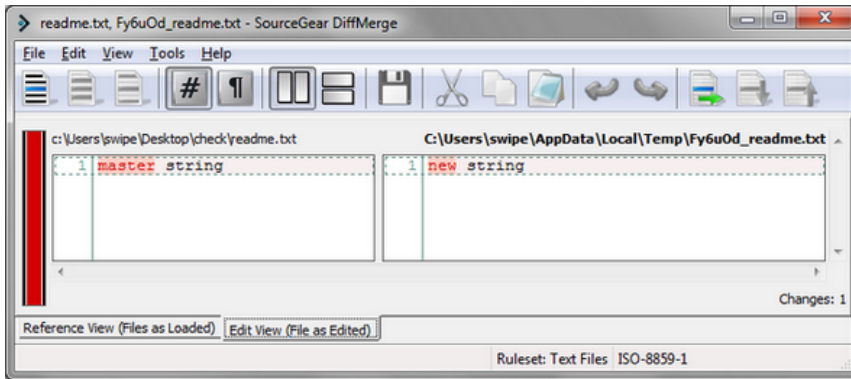 readme.txt, Fy6uOd_readme.txt - SourceGear DiffMerge
File Edit View Tools Help
# ¶
c:\Users\swipe\Desktop\check\readme.txt
C:\Users\swipe\AppData\Local\Temp\Fy6uOd_readme.txt
1 master string
1 new string
Changes: 1
Reference View (Files as Loaded) Edit View (File as Edited)
Ruleset: Text Files ISO-8859-1